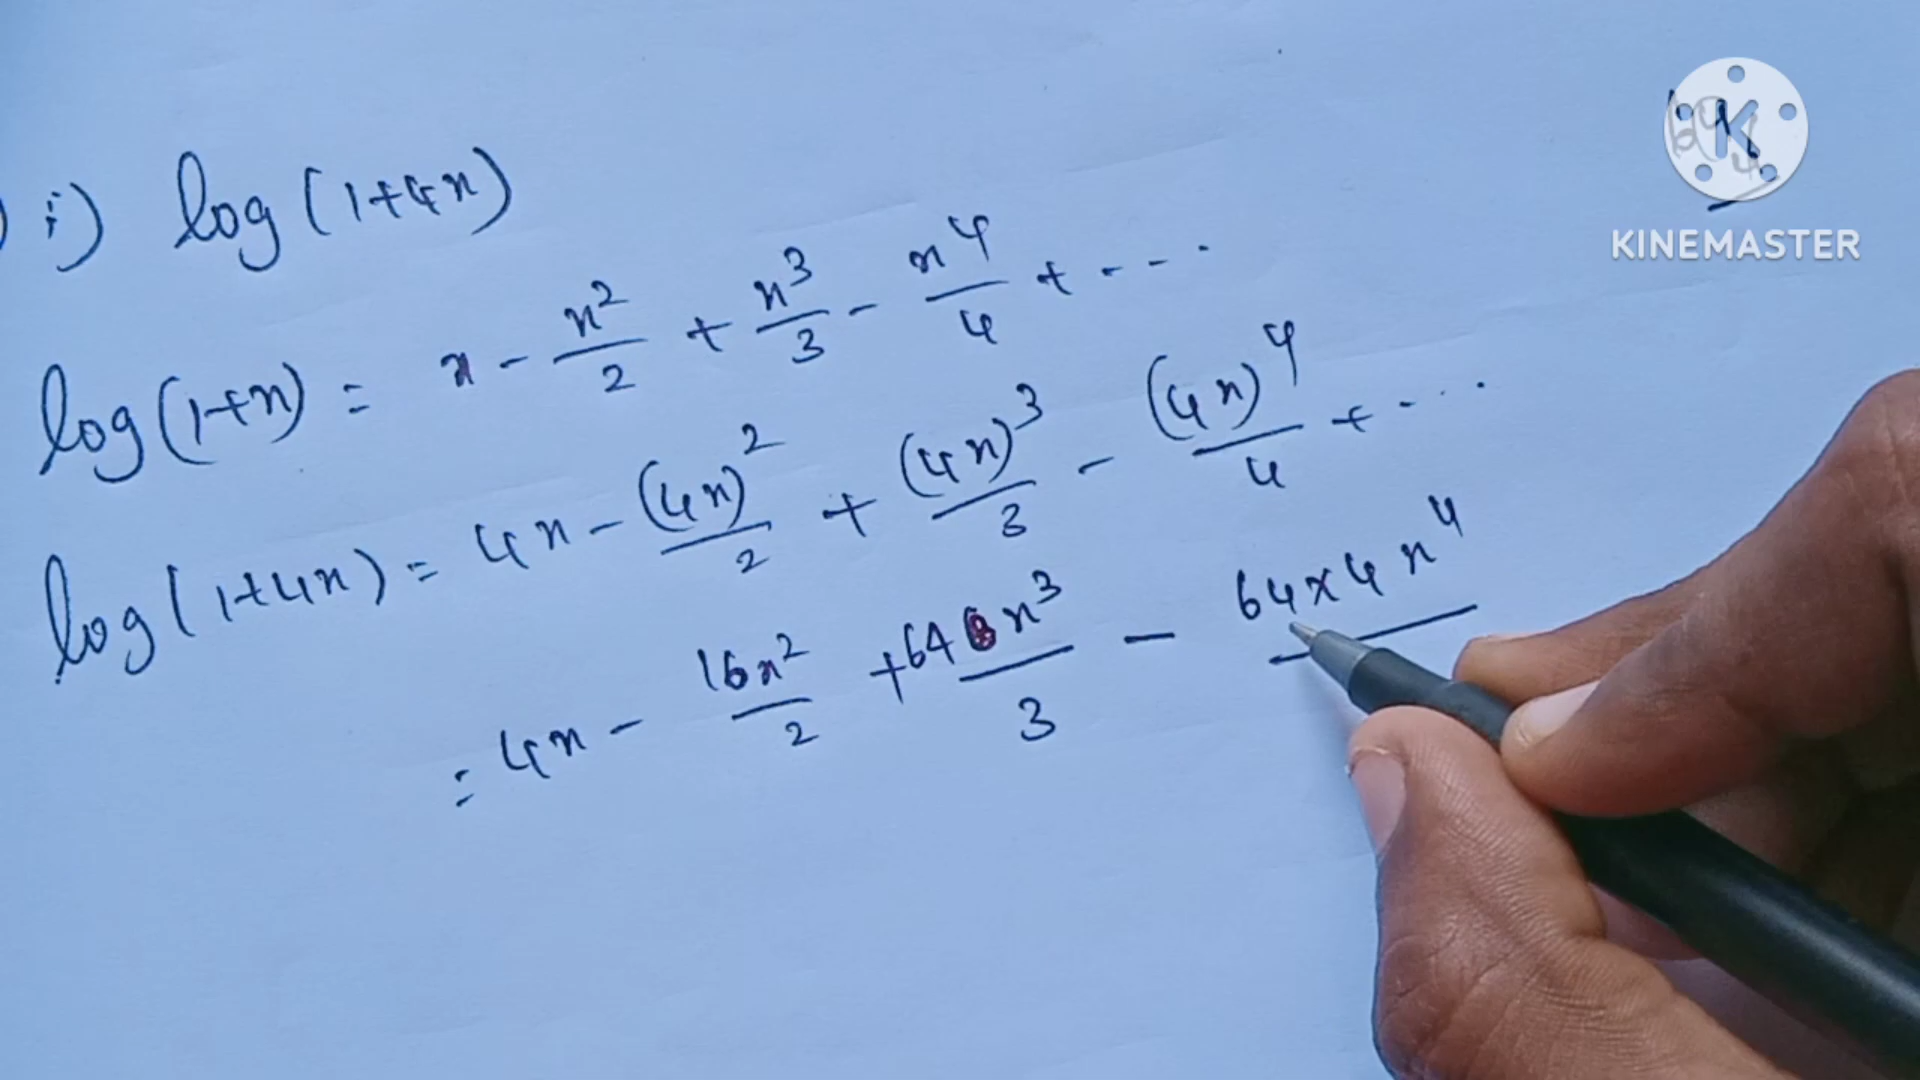 i) log(1+4x)
log(1+x) = x - x²/2 + x³/3 - x⁴/4 + - - - .
log(1+4x) = 4x - (4x)²/2 + (4x)³/3 - (4x)⁴/4 + - . . .
= 4x - 16x²/2 + 64x³/3 - 64×4x⁴
K
KINEMASTER